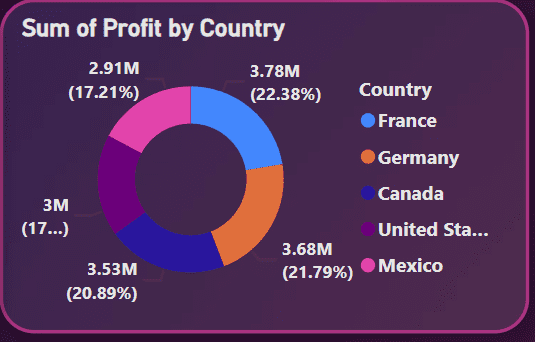 Sum of Profit by Country
2.91M
(17.21%)
3.78M
(22.38%)
Country
France
Germany
Canada
United Sta...
Mexico
3M
(17...)
3.68M
(21.79%)
3.53M
(20.89%)